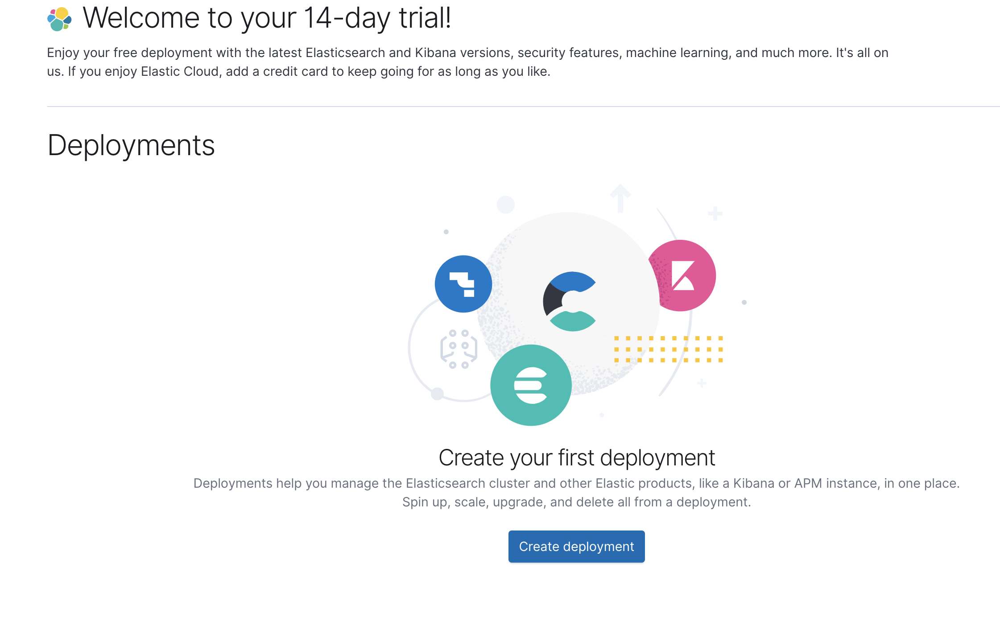 Welcome to your 14-day trial!
Enjoy your free deployment with the latest Elasticsearch and Kibana versions, security features, machine learning, and much more. It's all on
us. If you enjoy Elastic Cloud, add a credit card to keep going for as long as you like.
Deployments
Create your first deployment
Deployments help you manage the Elasticsearch cluster and other Elastic products, like a Kibana or APM instance, in one place.
Spin up, scale, upgrade, and delete all from a deployment.
Create deployment